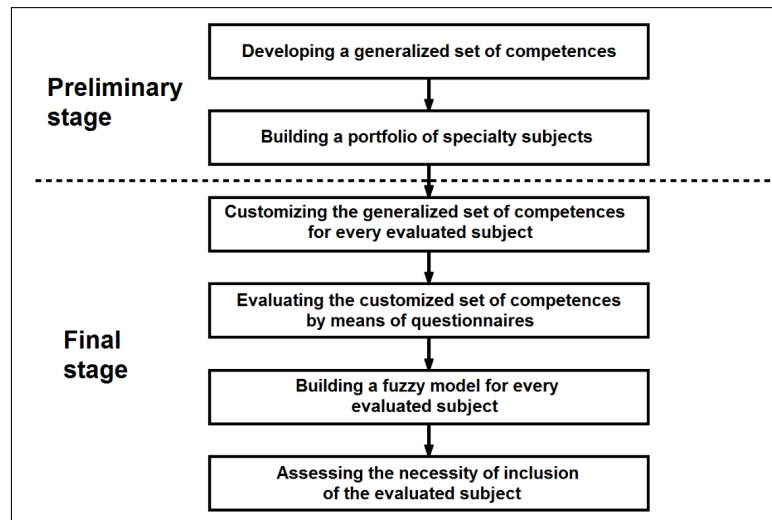 Preliminary
stage
Developing a generalized set of competences
Building a portfolio of specialty subjects
Final
stage
Customizing the generalized set of competences
for every evaluated subject
Evaluating the customized set of competences
by means of questionnaires
Building a fuzzy model for every
evaluated subject
Assessing the necessity of inclusion
of the evaluated subject